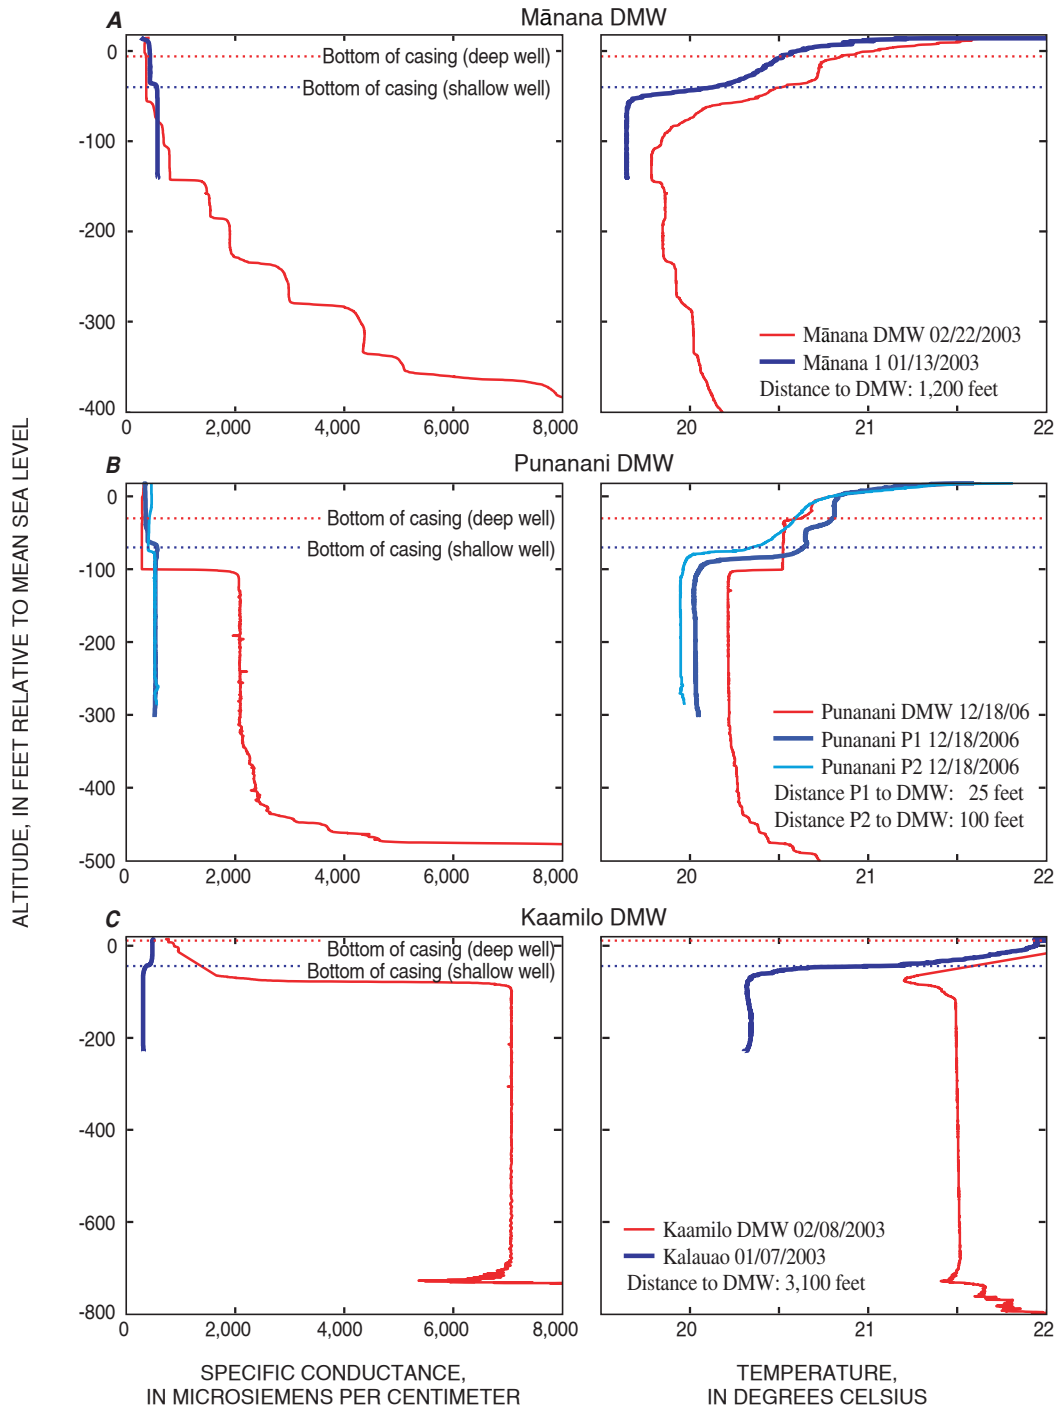 A Mānana DMW
0
-100
-200
-300
-400
Bottom of casing (deep well)
Bottom of casing (shallow well)
0 2,000 4,000 6,000 8,000
Mānana DMW 02/22/2003
Mānana 1 01/13/2003
Distance to DMW: 1,200 feet
20 21 22
B Punanani DMW
0
-100
-200
-300
-400
-500
Bottom of casing (deep well)
Bottom of casing (shallow well)
0 2,000 4,000 6,000 8,000
Punanani DMW 12/18/06
Punanani P1 12/18/2006
Punanani P2 12/18/2006
Distance P1 to DMW: 25 feet
Distance P2 to DMW: 100 feet
20 21 22
C Kaamilo DMW
0
-200
-400
-600
-800
Bottom of casing (deep well)
Bottom of casing (shallow well)
0 2,000 4,000 6,000 8,000
Kaamilo DMW 02/08/2003
Kalauao 01/07/2003
Distance to DMW: 3,100 feet
20 21 22
ALTITUDE, IN FEET RELATIVE TO MEAN SEA LEVEL
SPECIFIC CONDUCTANCE,
IN MICROSIEMENS PER CENTIMETER
TEMPERATURE,
IN DEGREES CELSIUS